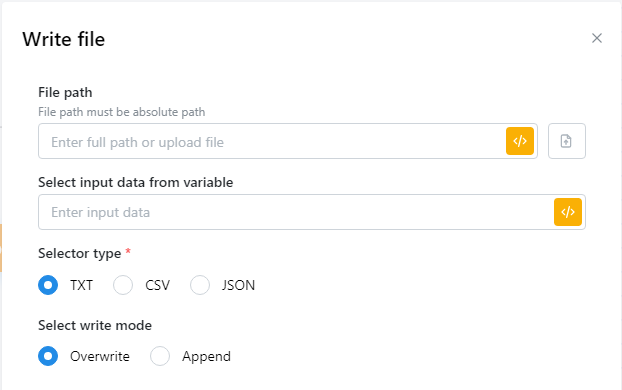 Write file
File path
File path must be absolute path
Enter full path or upload file
</>
Select input data from variable
Enter input data
</>
Selector type *
TXT CSV JSON
Select write mode
Overwrite Append